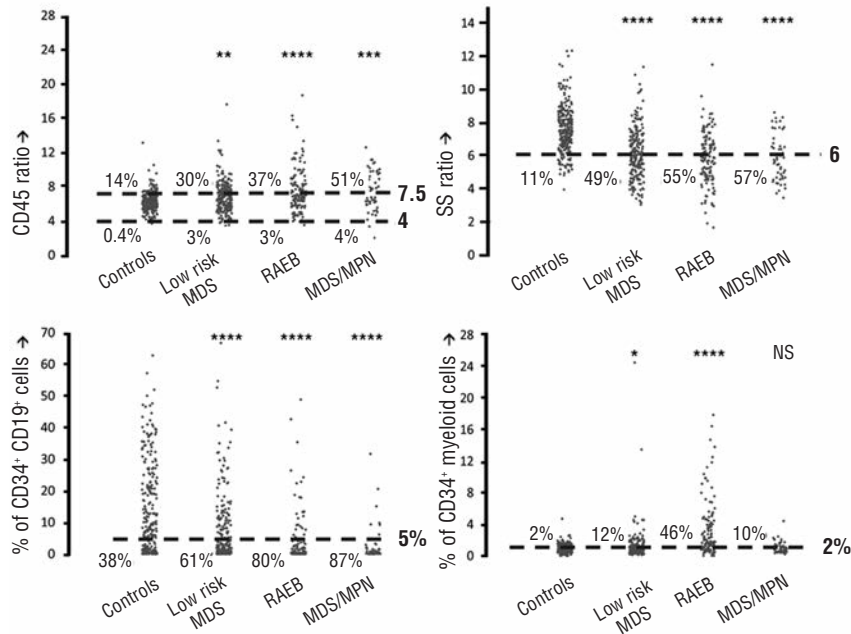 28
24
20
16
12
8
4
0
CD45 ratio →
** **** ***
14% 30% 37% 51% 7.5
4
0.4% 3% 3% 4%
Controls
Low risk
MDS
RAEB
MDS/MPN
14
12
10
8
6
4
2
0
SS ratio →
**** **** ****
6
11% 49% 55% 57%
Controls
Low risk
MDS
RAEB
MDS/MPN
70
60
50
40
30
20
10
0
% of CD34+ CD19+ cells →
**** **** ****
5%
38% 61% 80% 87%
Controls
Low risk
MDS
RAEB
MDS/MPN
28
24
20
16
12
8
4
0
% of CD34+ myeloid cells →
* **** NS
2% 12% 46% 10%
2%
Controls
Low risk
MDS
RAEB
MDS/MPN